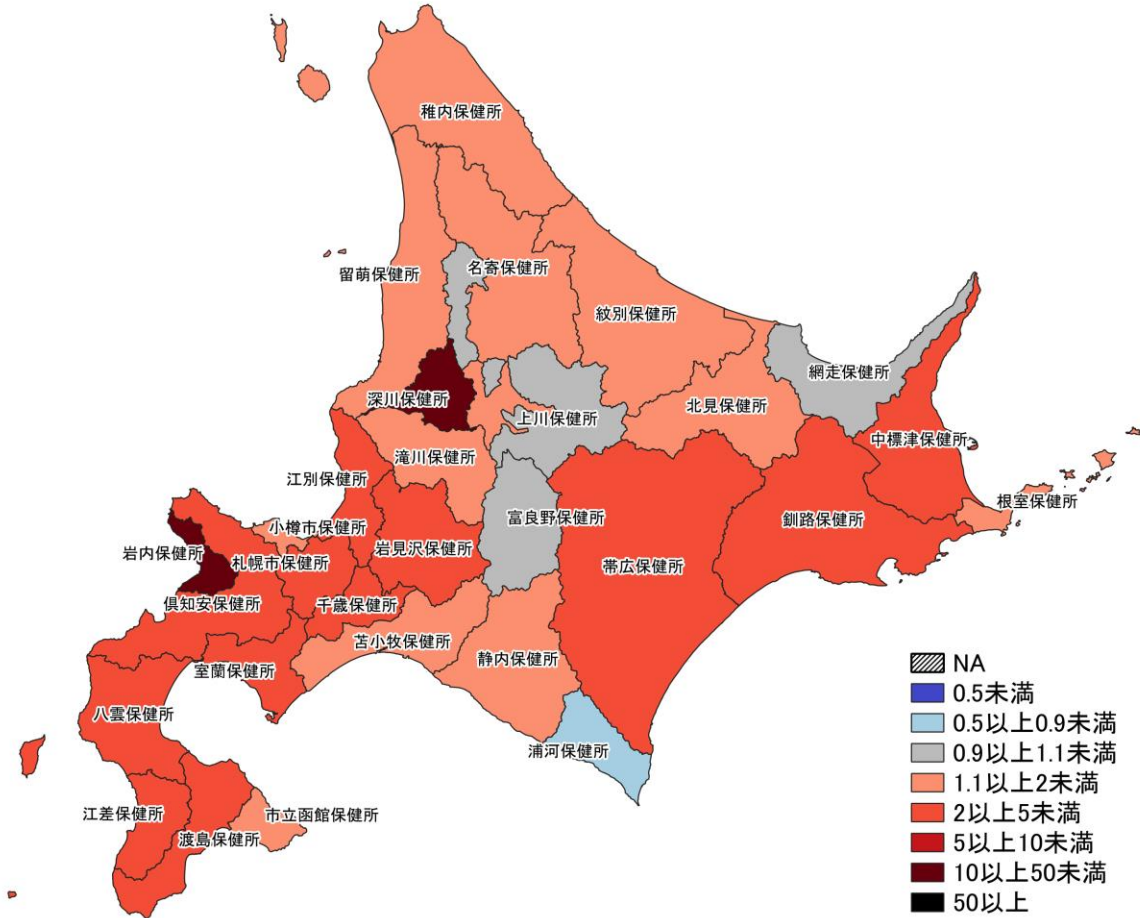 稚内保健所
名寄保健所
留萌保健所
紋別保健所
網走保健所
深川保健所
上川保健所
北見保健所
中標津保健所
滝川保健所
江別保健所
根室保健所
富良野保健所
釧路保健所
小樽市保健所
岩見沢保健所
岩内保健所
札幌市保健所
帯広保健所
倶知安保健所
千歳保健所
苫小牧保健所
静内保健所
室蘭保健所
八雲保健所
浦河保健所
江差保健所
市立函館保健所
渡島保健所
NA
0.5未満
0.5以上0.9未満
0.9以上1.1未満
1.1以上2未満
2以上5未満
5以上10未満
10以上50未満
50以上